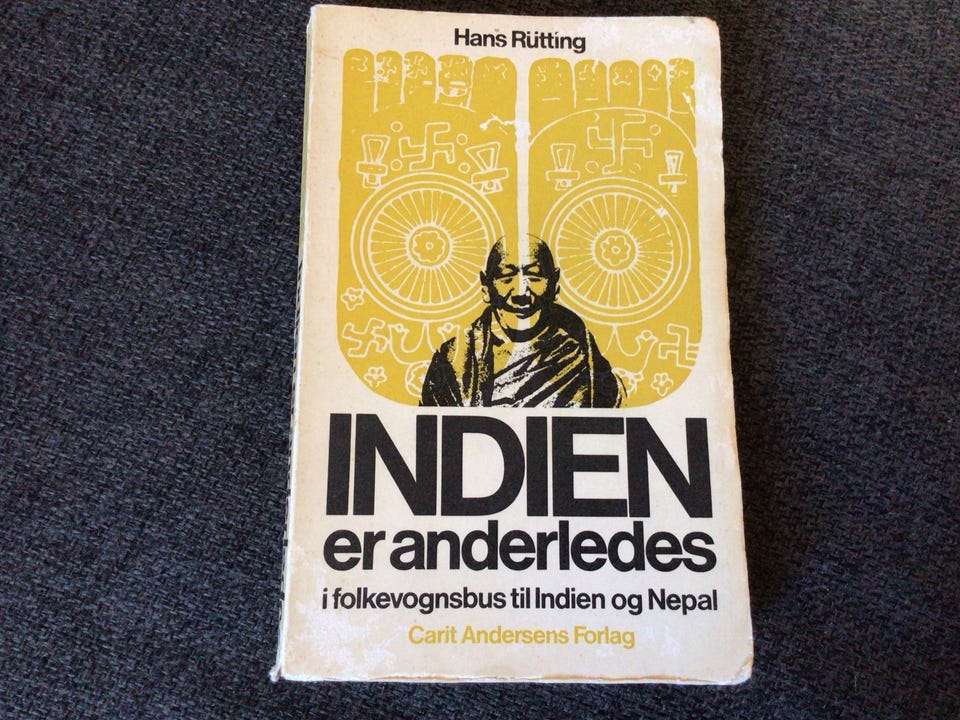 Hans Rütting
INDIEN
er anderledes
i folkevognsbus til Indien og Nepal
Carit Andersens Forlag